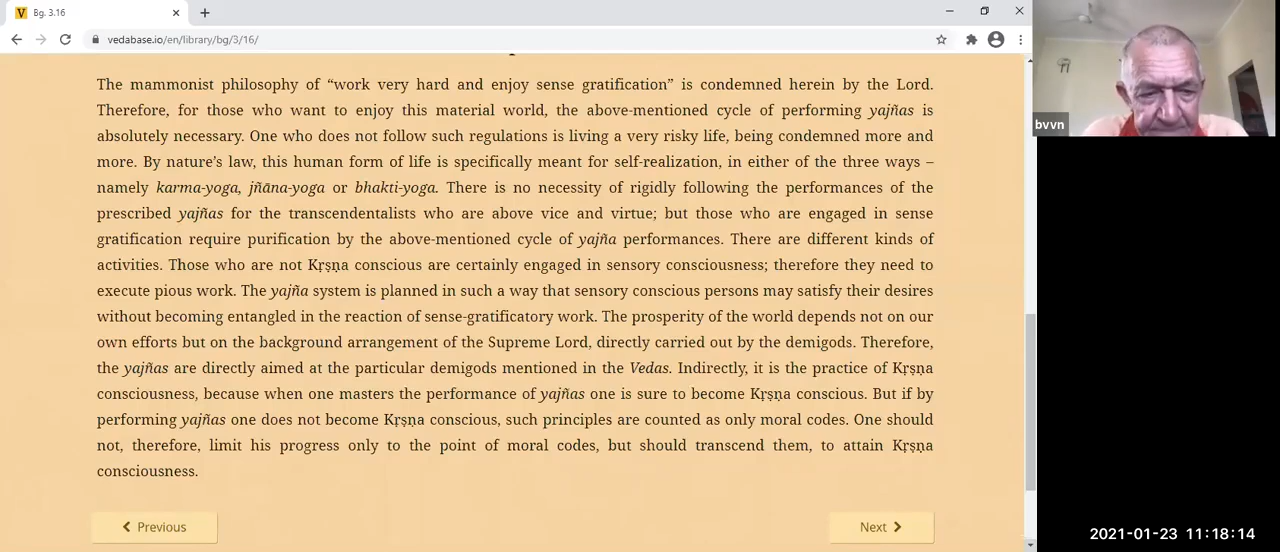 Bg. 3.16
vedabase.io/en/library/bg/3/16/
The mammonist philosophy of “work very hard and enjoy sense gratification” is condemned herein by the Lord.
Therefore, for those who want to enjoy this material world, the above-mentioned cycle of performing yajñas is
absolutely necessary. One who does not follow such regulations is living a very risky life, being condemned more and
more. By nature’s law, this human form of life is specifically meant for self-realization, in either of the three ways –
namely karma-yoga, jñāna-yoga or bhakti-yoga. There is no necessity of rigidly following the performances of the
prescribed yajñas for the transcendentalists who are above vice and virtue; but those who are engaged in sense
gratification require purification by the above-mentioned cycle of yajña performances. There are different kinds of
activities. Those who are not Kṛṣṇa conscious are certainly engaged in sensory consciousness; therefore they need to
execute pious work. The yajña system is planned in such a way that sensory conscious persons may satisfy their desires
without becoming entangled in the reaction of sense-gratificatory work. The prosperity of the world depends not on our
own efforts but on the background arrangement of the Supreme Lord, directly carried out by the demigods. Therefore,
the yajñas are directly aimed at the particular demigods mentioned in the Vedas. Indirectly, it is the practice of Kṛṣṇa
consciousness, because when one masters the performance of yajñas one is sure to become Kṛṣṇa conscious. But if by
performing yajñas one does not become Kṛṣṇa conscious, such principles are counted as only moral codes. One should
not, therefore, limit his progress only to the point of moral codes, but should transcend them, to attain Kṛṣṇa
consciousness.
Previous
Next
bvvn
2021-01-23 11:18:14